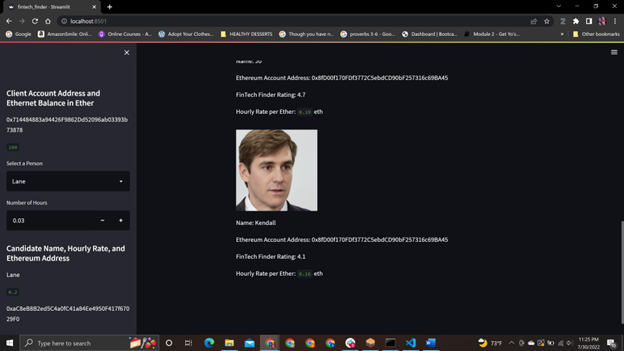 fintech_finder · Streamlit
localhost:8501
Google
AmazonSmile: Onli...
Online Courses - A...
Adopt Your Clothes...
HEALTHY DESSERTS
Though you have n...
proverbs 3-6 - Goog...
Dashboard | Bootca...
Module 2 - Get Yo's...
Other bookmarks
Client Account Address and
Ethernet Balance in Ether
0x714484883a94426F9862Dd52096ab03393b
73878
100
Select a Person
Lane
Number of Hours
0.03
Candidate Name, Hourly Rate, and
Ethereum Address
Lane
0.2
0xaC8eB8B2ed5C4a0fC41a84Ee4950F417f670
29F0
Ethereum Account Address: 0x8fD00f170FDf3772C5ebdCD90bF257316c69BA45
FinTech Finder Rating: 4.7
Hourly Rate per Ether: 0.19 eth
Name: Kendall
Ethereum Account Address: 0x8fD00f170FDf3772C5ebdCD90bF257316c69BA45
FinTech Finder Rating: 4.1
Hourly Rate per Ether: 0.16 eth
Type here to search
73°F
11:25 PM
7/30/2022